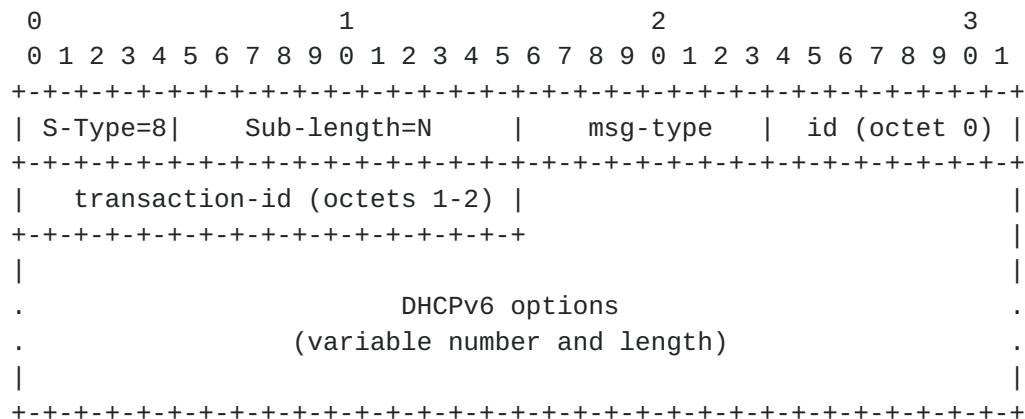 0                   1                   2                   3
 0 1 2 3 4 5 6 7 8 9 0 1 2 3 4 5 6 7 8 9 0 1 2 3 4 5 6 7 8 9 0 1
+-+-+-+-+-+-+-+-+-+-+-+-+-+-+-+-+-+-+-+-+-+-+-+-+-+-+-+-+-+-+-+-+
| S-Type=8|    Sub-length=N     |    msg-type   |  id (octet 0) |
+-+-+-+-+-+-+-+-+-+-+-+-+-+-+-+-+-+-+-+-+-+-+-+-+-+-+-+-+-+-+-+-+
|   transaction-id (octets 1-2) |                               |
+-+-+-+-+-+-+-+-+-+-+-+-+-+-+-+-+                               |
|                                                               |
.                        DHCPv6 options                         .
.                 (variable number and length)                  .
|                                                               |
+-+-+-+-+-+-+-+-+-+-+-+-+-+-+-+-+-+-+-+-+-+-+-+-+-+-+-+-+-+-+-+-+